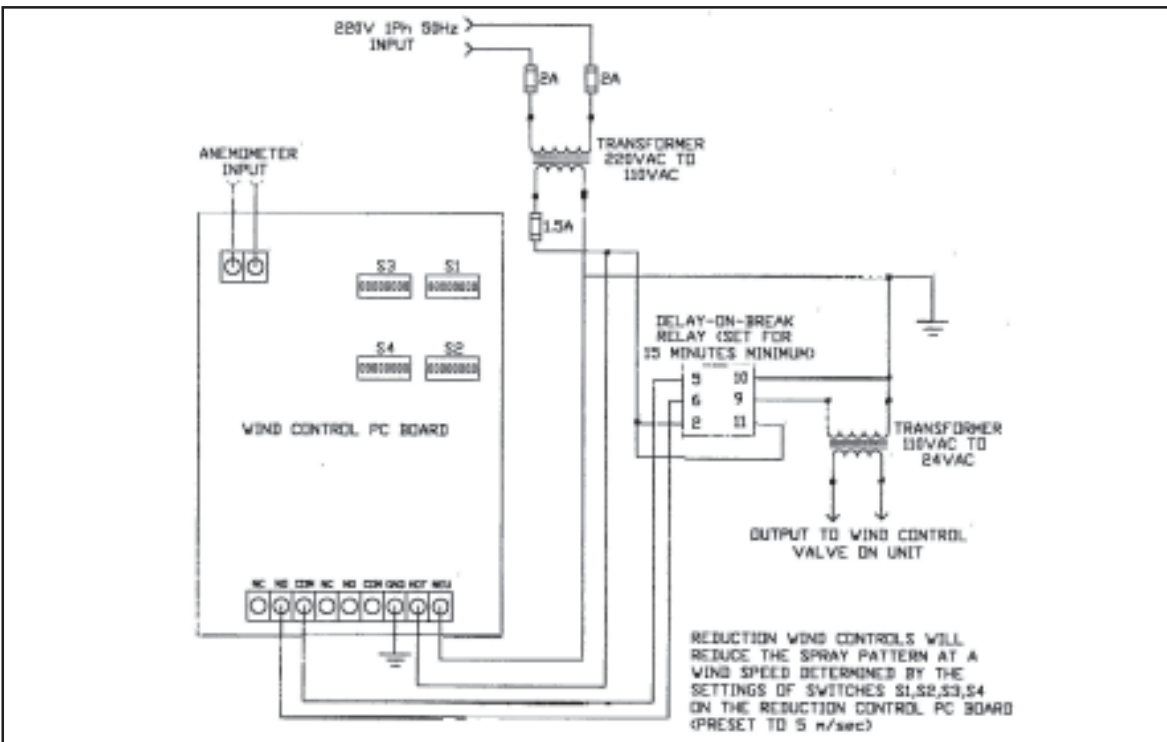 220V 1Ph 50Hz
INPUT
2A
2A
TRANSFORMER
220VAC TO
110VAC
ANEMOMETER
INPUT
1.5A
S3
S1
S4
S2
DELAY-ON-BREAK
RELAY (SET FOR
15 MINUTES MINIMUM)
5 10
6 9
2 11
WIND CONTROL PC BOARD
TRANSFORMER
110VAC TO
24VAC
OUTPUT TO WIND CONTROL
VALVE ON UNIT
NC NO COM NC NO COM GND HOT NEU
REDUCTION WIND CONTROLS WILL
REDUCE THE SPRAY PATTERN AT A
WIND SPEED DETERMINED BY THE
SETTINGS OF SWITCHES S1,S2,S3,S4
ON THE REDUCTION CONTROL PC BOARD
(PRESET TO 5 m/sec)